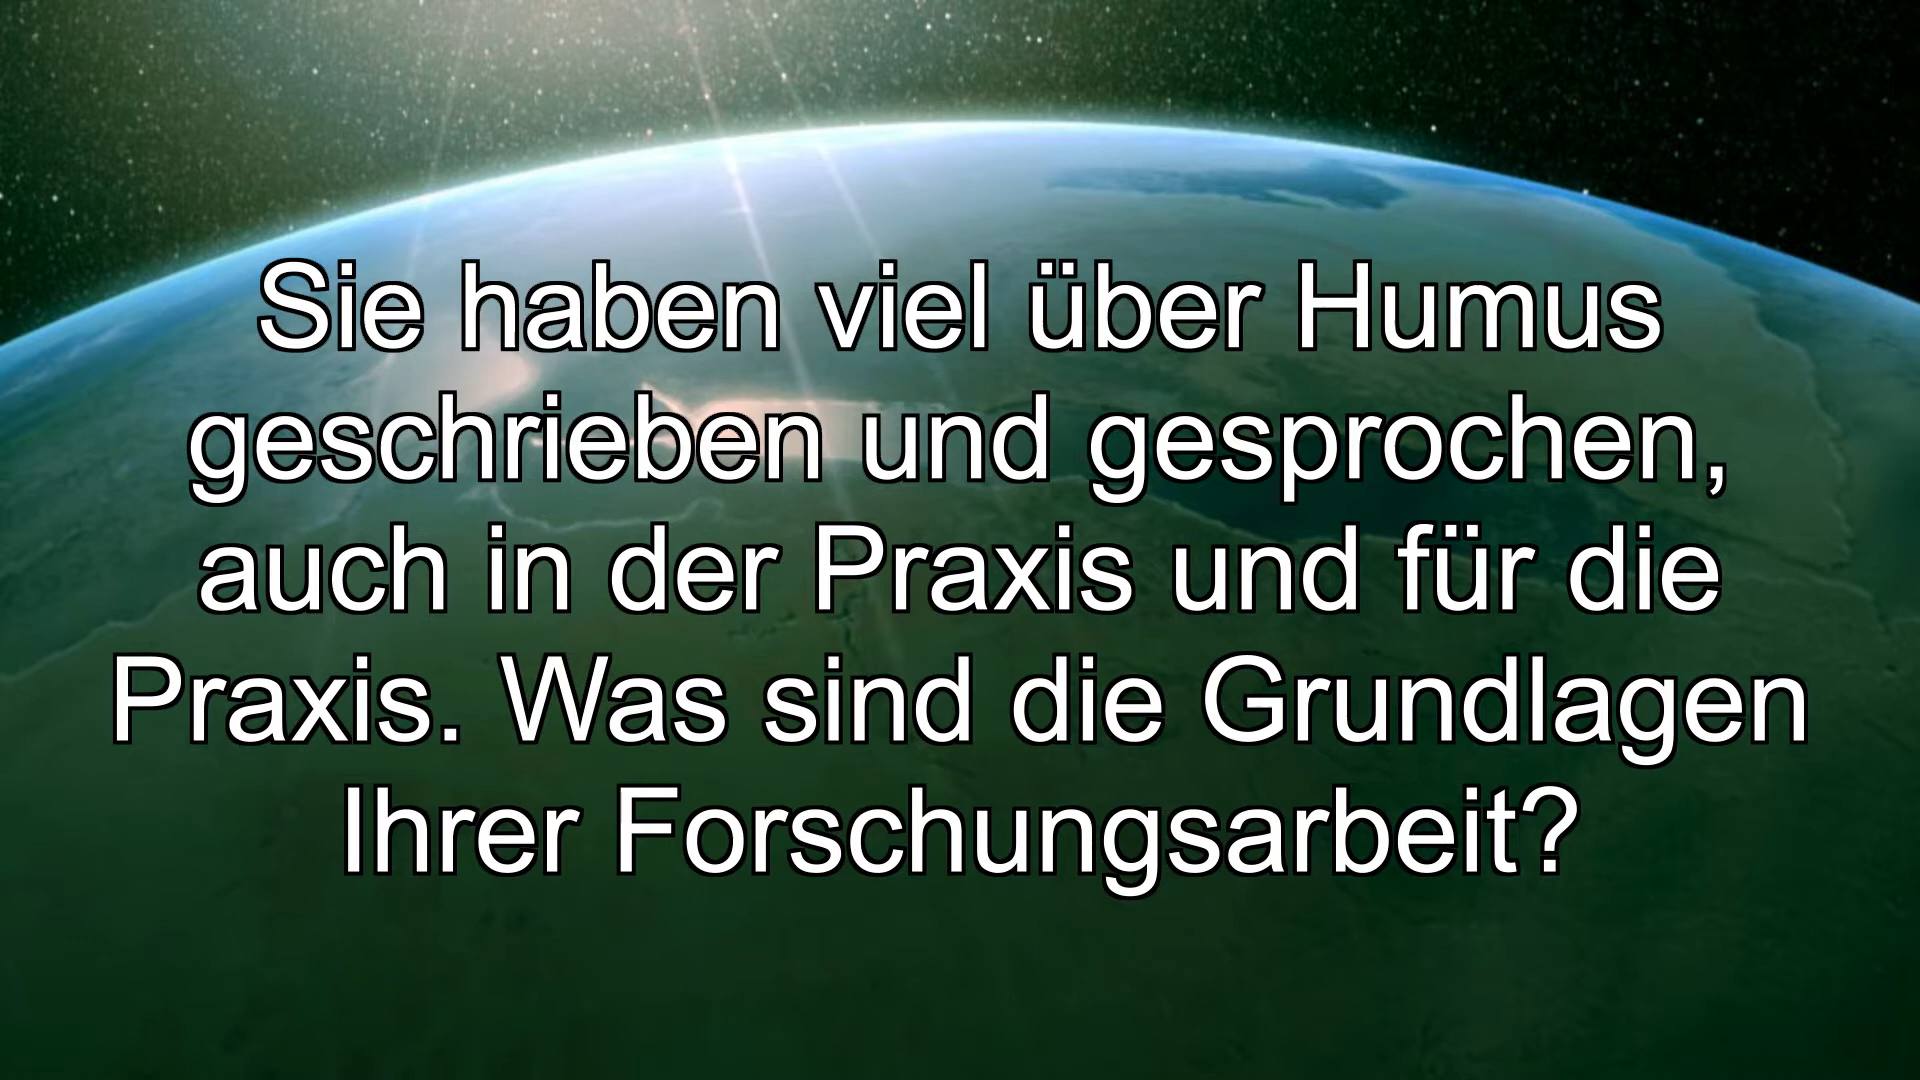 Sie haben viel über Humus
geschrieben und gesprochen,
auch in der Praxis und für die
Praxis. Was sind die Grundlagen
Ihrer Forschungsarbeit?